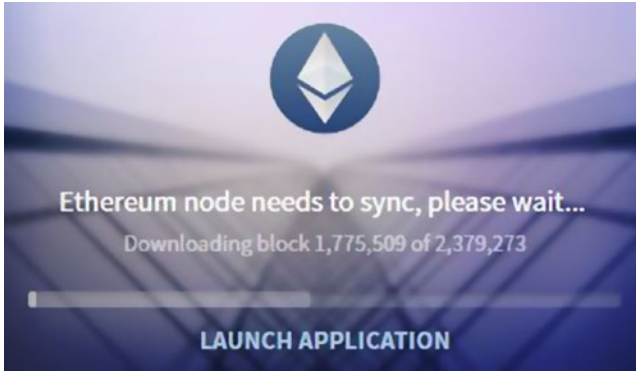 Ethereum node needs to sync, please wait...
Downloading block 1,775,509 of 2,379,273
LAUNCH APPLICATION